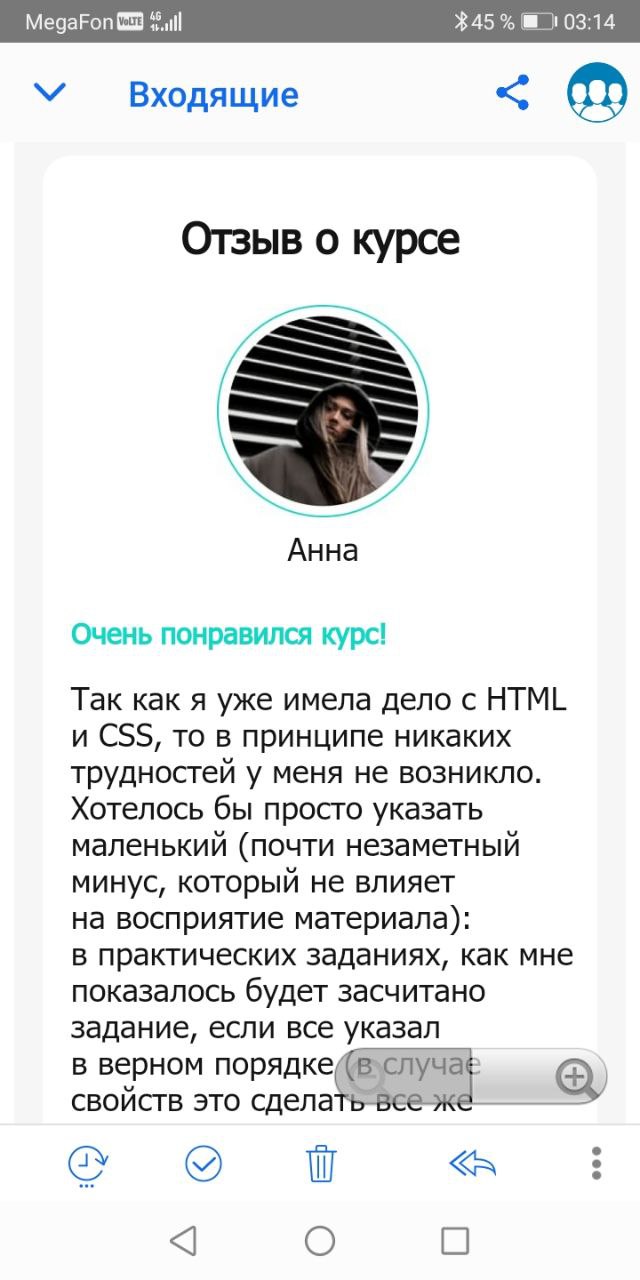 MegaFon VoLTE 4G 45 % 03:14
Входящие
Отзыв о курсе
Анна
Очень понравился курс!
Так как я уже имела дело с HTML
и CSS, то в принципе никаких
трудностей у меня не возникло.
Хотелось бы просто указать
маленький (почти незаметный
минус, который не влияет
на восприятие материала):
в практических заданиях, как мне
показалось будет засчитано
задание, если все указал
в верном порядке (в случае
свойств это сделать все же